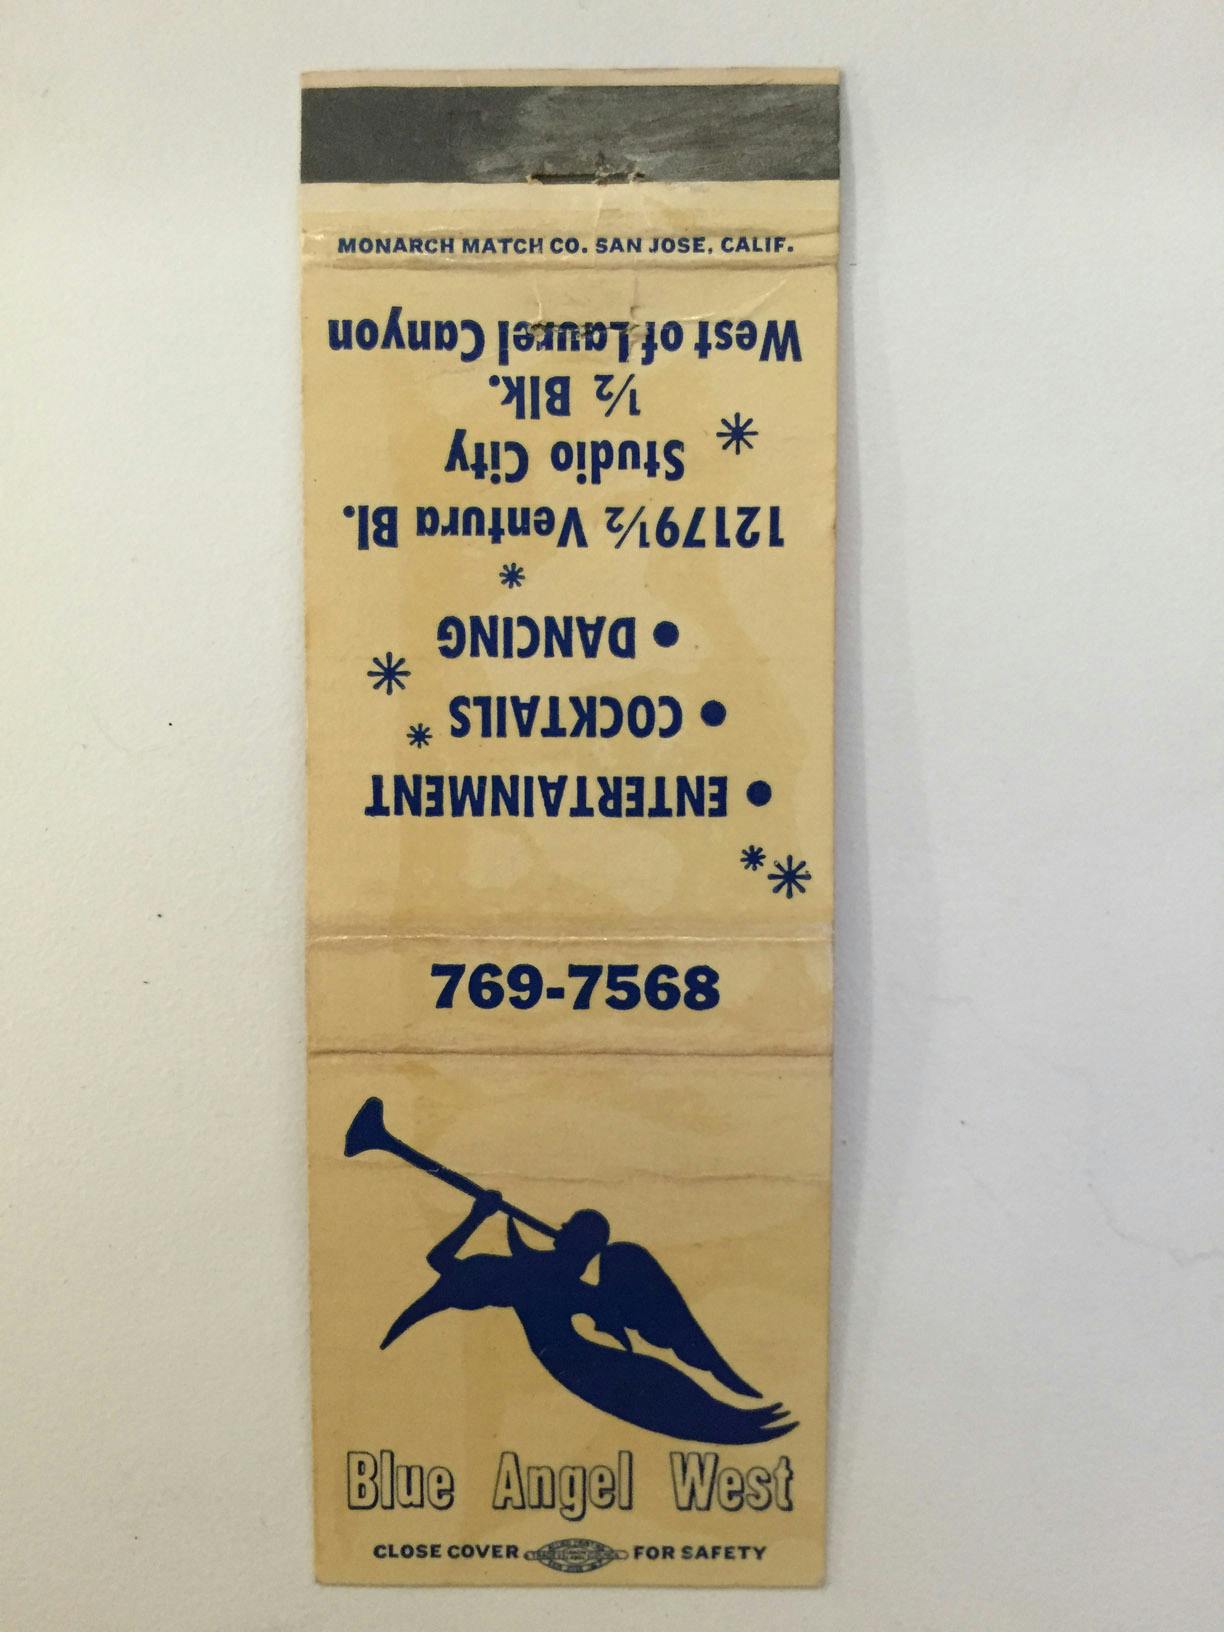 MONARCH MATCH CO. SAN JOSE, CALIF.
• ENTERTAINMENT
• COCKTAILS
• DANCING
12179½ Ventura Bl.
Studio City
½ Blk.
West of Laurel Canyon
769-7568
Blue Angel West
CLOSE COVER FOR SAFETY